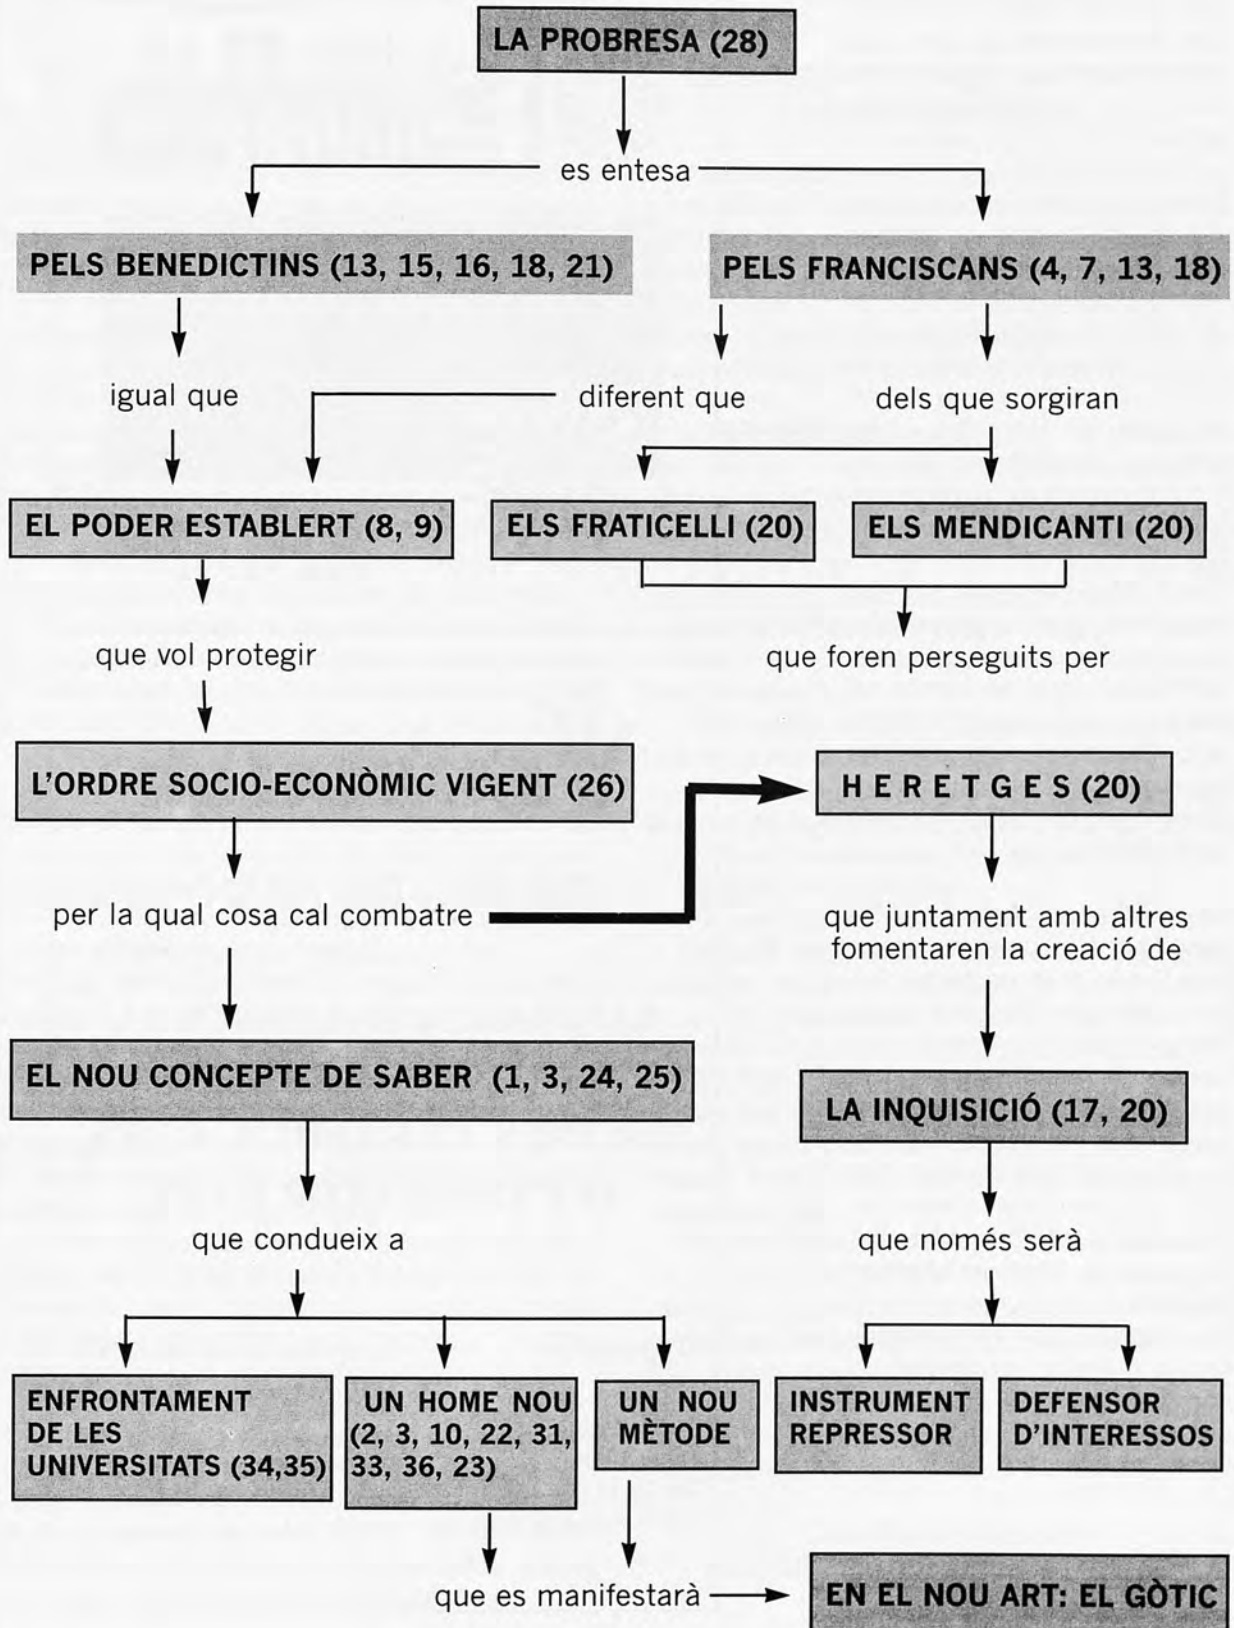 LA PROBRESA (28)
es entesa
PELS BENEDICTINS (13, 15, 16, 18, 21)
PELS FRANCISCANS (4, 7, 13, 18)
igual que
diferent que
dels que sorgiran
EL PODER ESTABLERT (8, 9)
ELS FRATICELLI (20)
ELS MENDICANTI (20)
que vol protegir
que foren perseguits per
L'ORDRE SOCIO-ECONÒMIC VIGENT (26)
H E R E T G E S (20)
per la qual cosa cal combatre
que juntament amb altres
fomentaren la creació de
EL NOU CONCEPTE DE SABER (1, 3, 24, 25)
LA INQUISICIÓ (17, 20)
que condueix a
que només serà
ENFRONTAMENT
DE LES
UNIVERSITATS (34,35)
UN HOME NOU
(2, 3, 10, 22, 31,
33, 36, 23)
UN NOU
MÈTODE
INSTRUMENT
REPRESSOR
DEFENSOR
D'INTERESSOS
que es manifestarà
EN EL NOU ART: EL GÒTIC